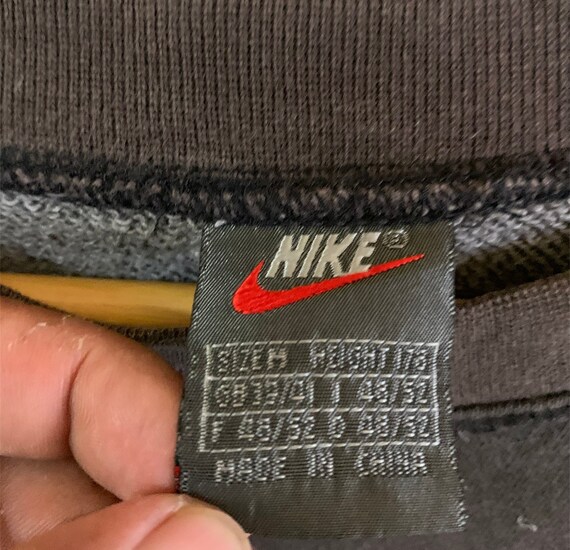 NIKE®
SIZE M HEIGHT 178
GB 39/41 I 48/52
F 48/52 D 48/52
MADE IN CHINA